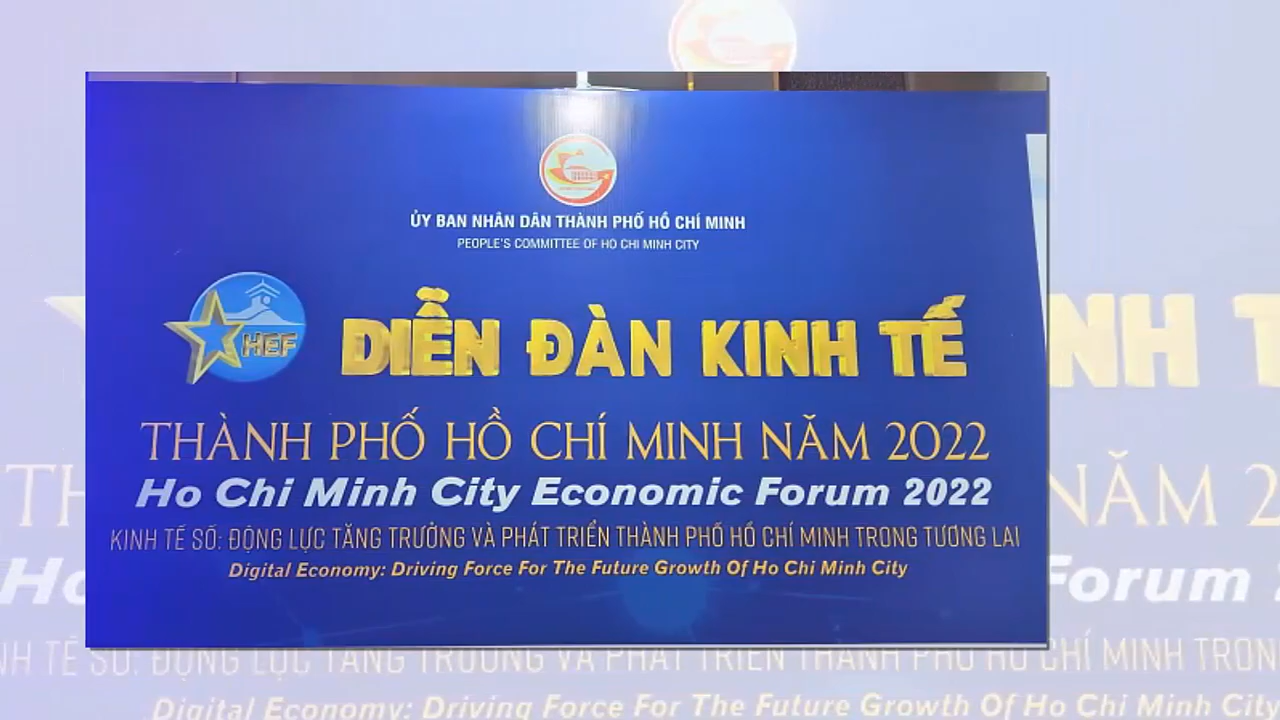 ỦY BAN NHÂN DÂN THÀNH PHỐ HỒ CHÍ MINH
PEOPLE'S COMMITTEE OF HO CHI MINH CITY
HEF
DIỄN ĐÀN KINH TẾ
THÀNH PHỐ HỒ CHÍ MINH NĂM 2022
Ho Chi Minh City Economic Forum 2022
KINH TẾ SỐ: ĐỘNG LỰC TĂNG TRƯỞNG VÀ PHÁT TRIỂN THÀNH PHỐ HỒ CHÍ MINH TRONG TƯƠNG LAI
Digital Economy: Driving Force For The Future Growth Of Ho Chi Minh City